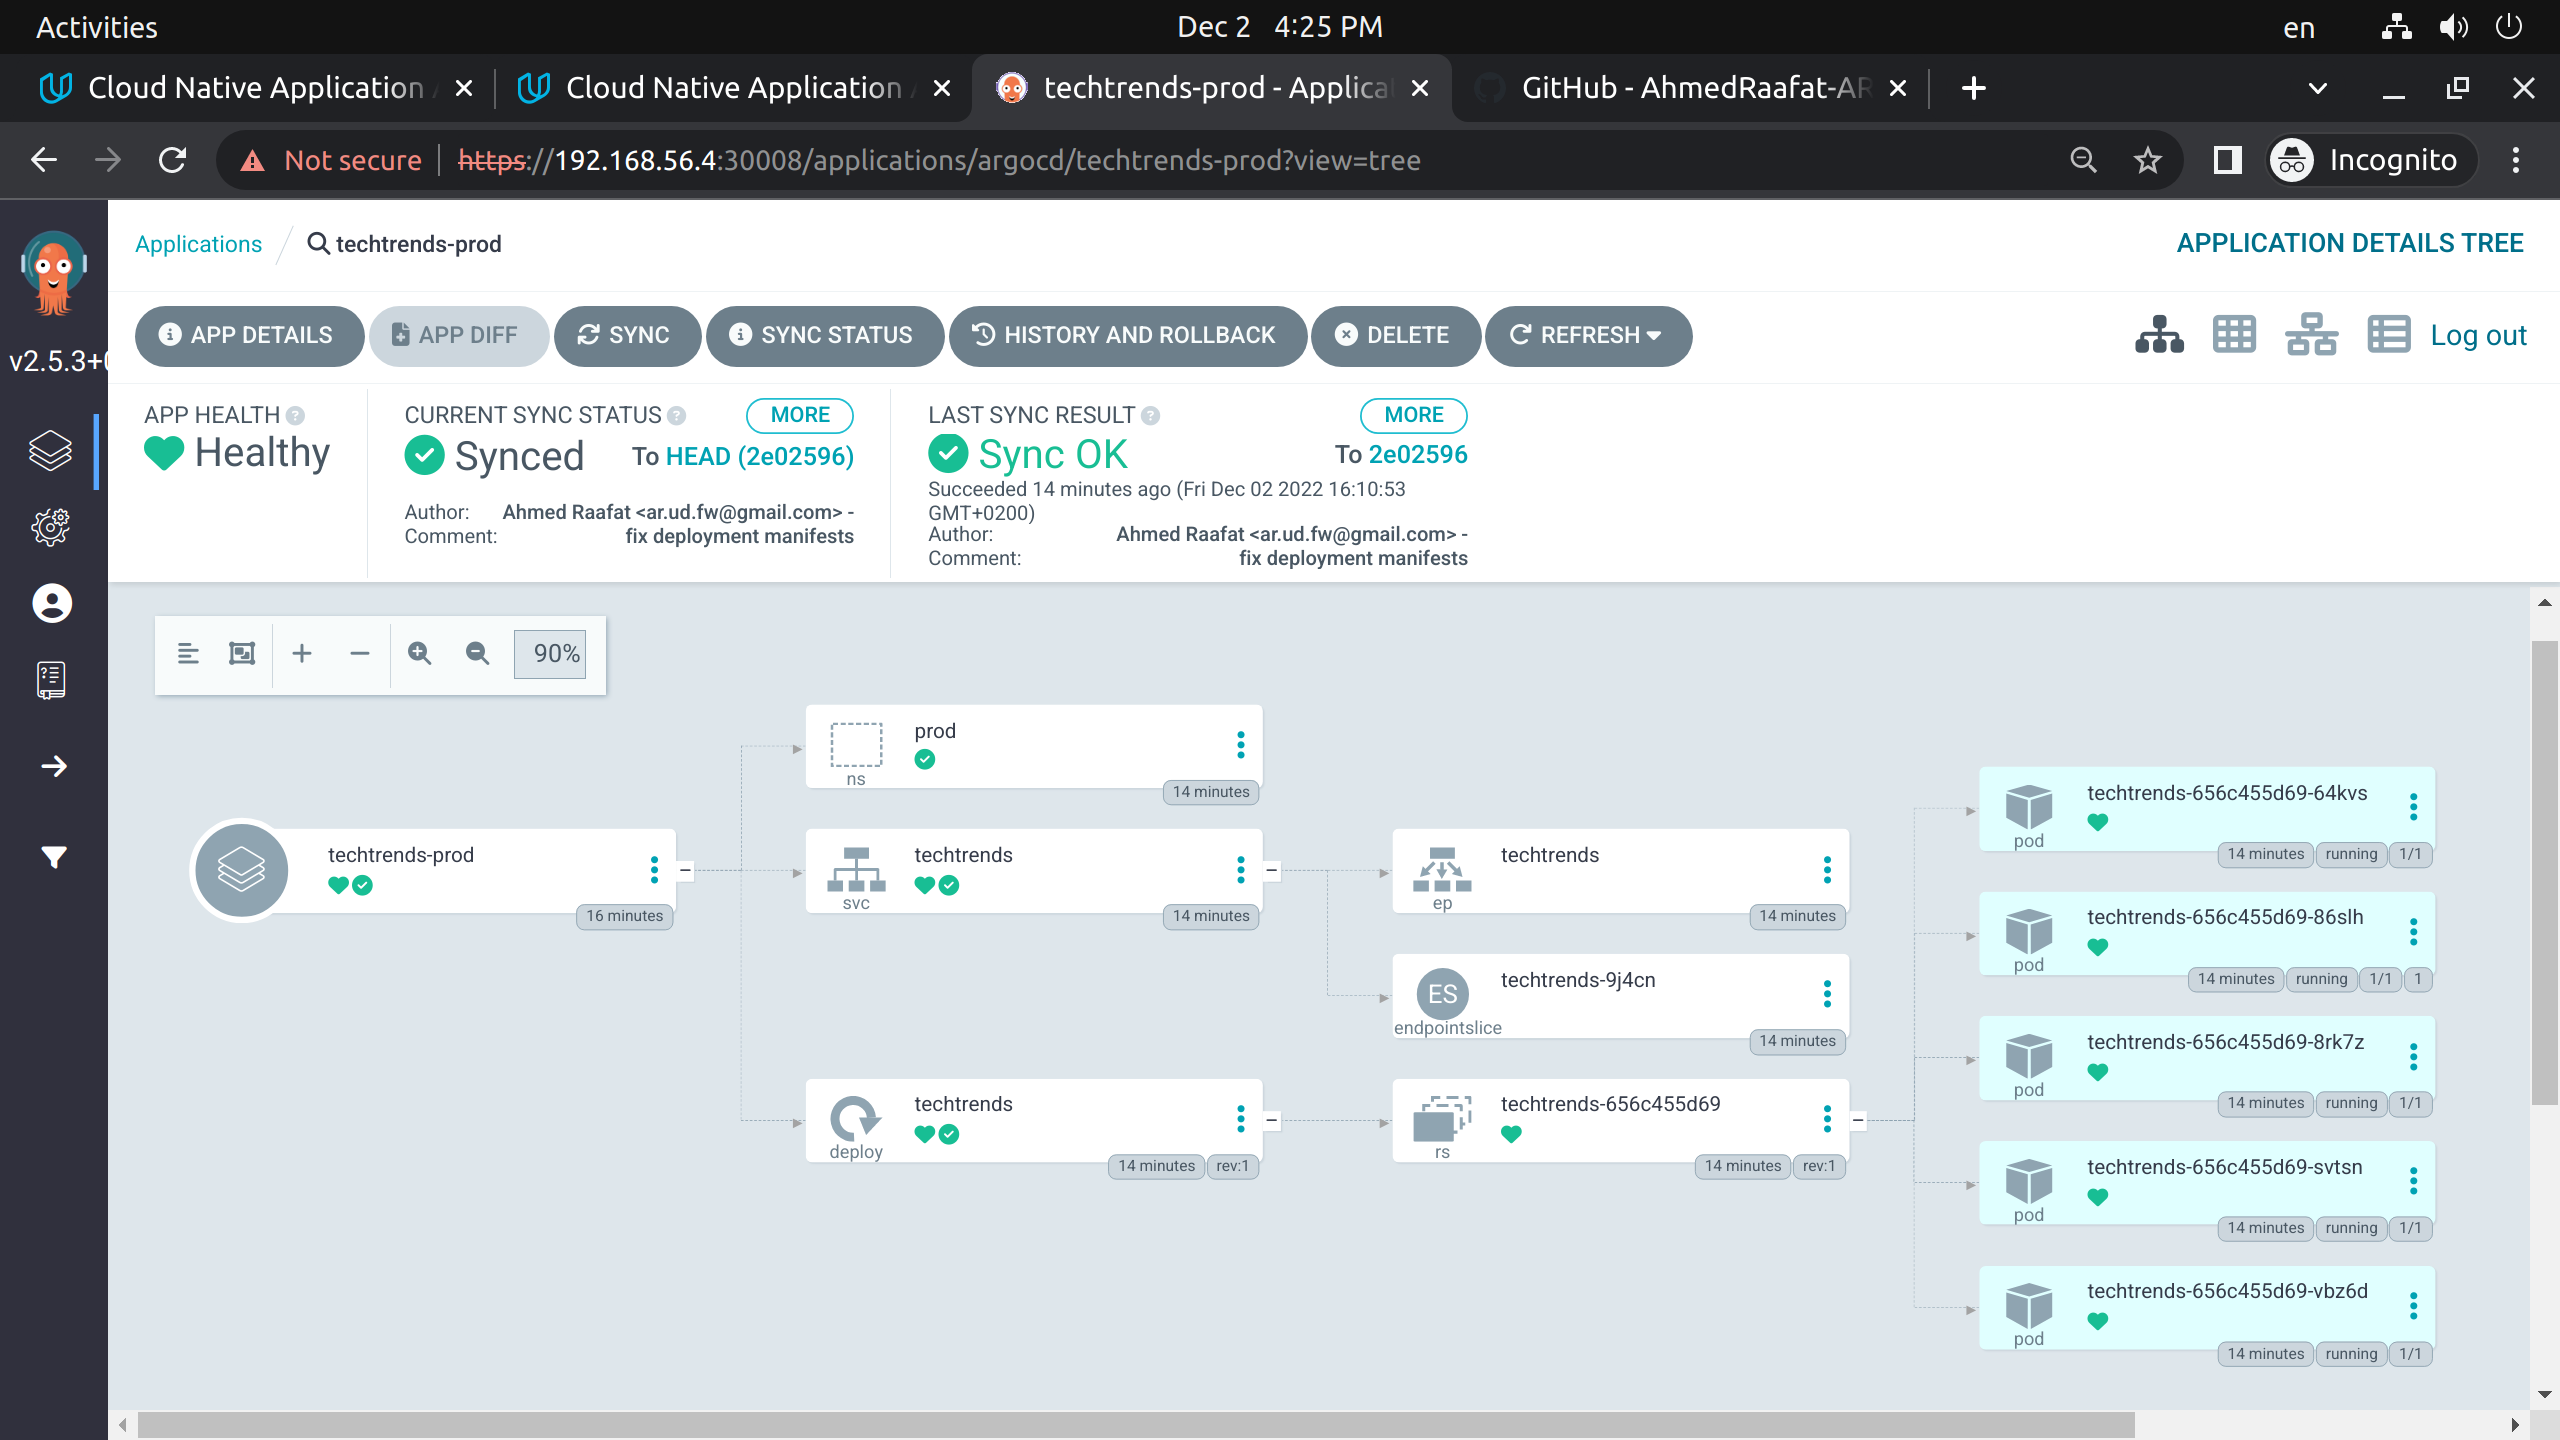 Activities
Dec 2 4:25 PM
en
Cloud Native Application
Cloud Native Application
techtrends-prod - Applica
GitHub - AhmedRaafat-AR
Not secure
https://192.168.56.4:30008/applications/argocd/techtrends-prod?view=tree
Incognito
Applications
techtrends-prod
APPLICATION DETAILS TREE
APP DETAILS
APP DIFF
SYNC
SYNC STATUS
HISTORY AND ROLLBACK
DELETE
REFRESH
Log out
v2.5.3+
APP HEALTH
Healthy
CURRENT SYNC STATUS
MORE
Synced
To HEAD (2e02596)
Author: Ahmed Raafat <ar.ud.fw@gmail.com> -
Comment: fix deployment manifests
LAST SYNC RESULT
MORE
Sync OK
To 2e02596
Succeeded 14 minutes ago (Fri Dec 02 2022 16:10:53
GMT+0200)
Author: Ahmed Raafat <ar.ud.fw@gmail.com> -
Comment: fix deployment manifests
90%
techtrends-prod
16 minutes
prod
ns
14 minutes
techtrends
svc
14 minutes
techtrends
deploy
14 minutes
rev:1
techtrends
ep
14 minutes
ES
techtrends-9j4cn
endpointslice
14 minutes
techtrends-656c455d69
rs
14 minutes
rev:1
techtrends-656c455d69-64kvs
pod
14 minutes
running
1/1
techtrends-656c455d69-86slh
pod
14 minutes
running
1/1
1
techtrends-656c455d69-8rk7z
pod
14 minutes
running
1/1
techtrends-656c455d69-svtsn
pod
14 minutes
running
1/1
techtrends-656c455d69-vbz6d
pod
14 minutes
running
1/1